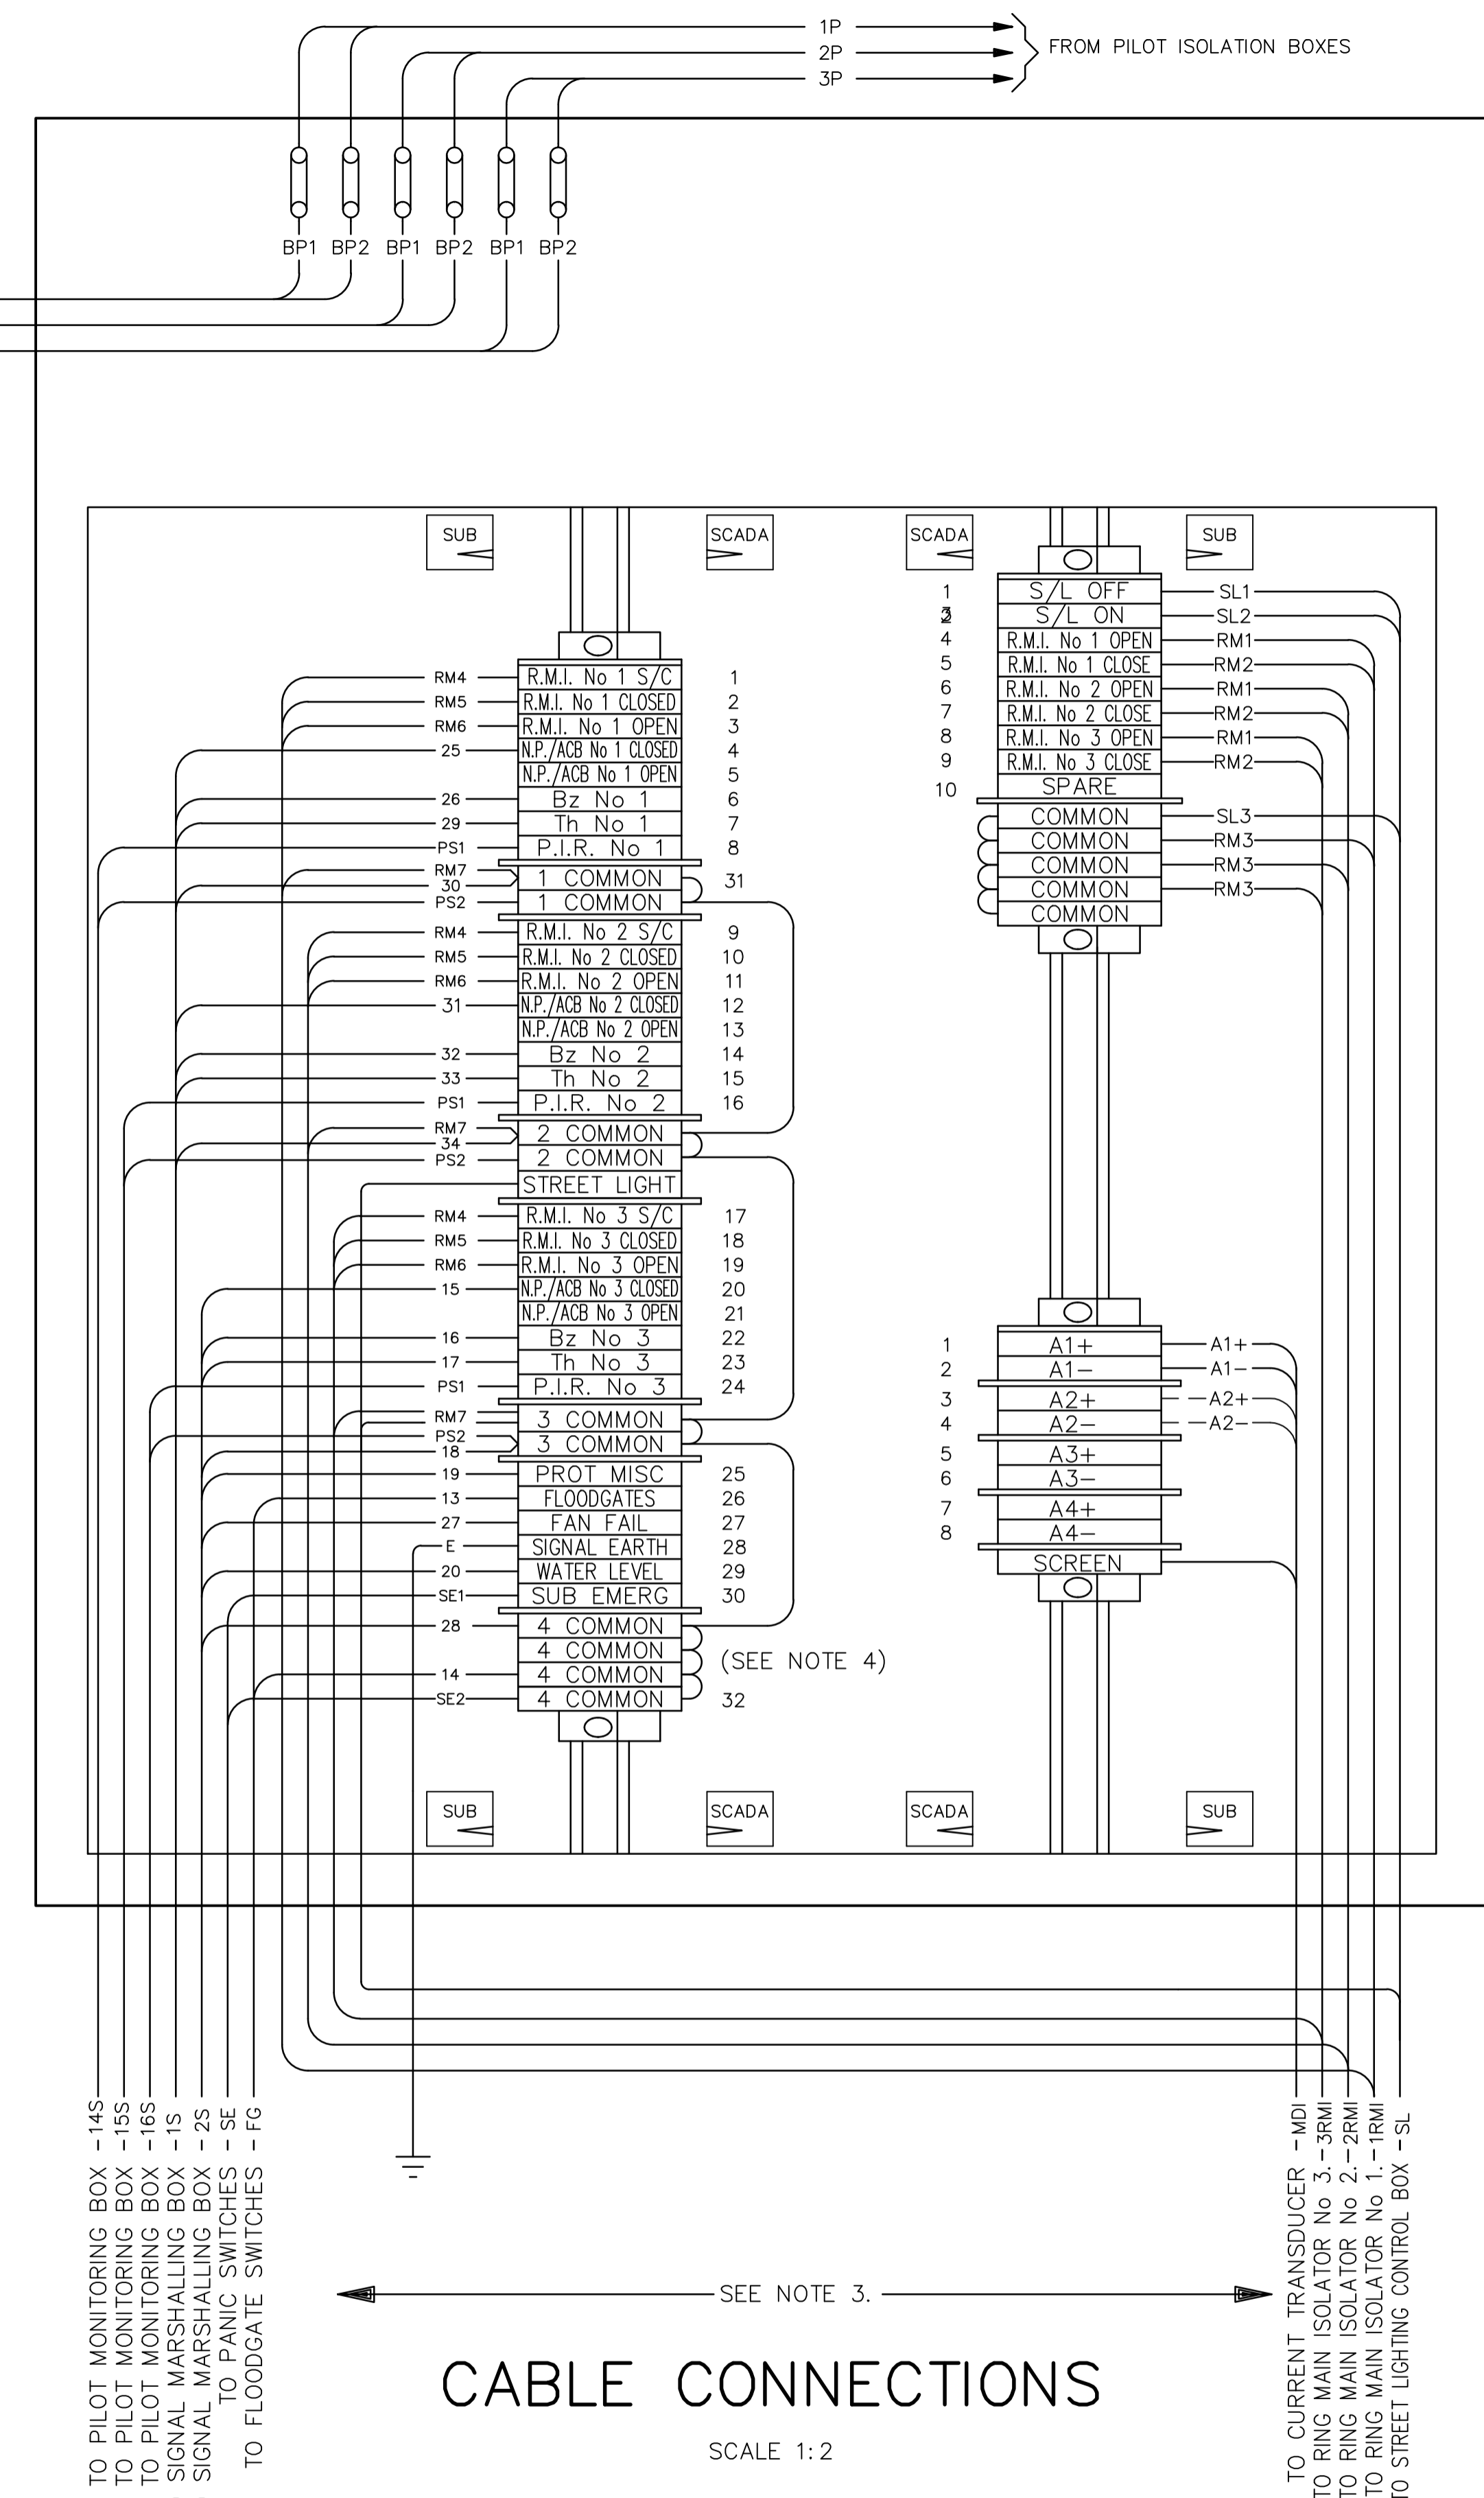 1P
2P
3P
FROM PILOT ISOLATION BOXES
BP1 BP2 BP1 BP2 BP1 BP2
SUB SCADA SCADA SUB
1 S/L OFF SL1
2 S/L ON SL2
3
4 R.M.I. No 1 OPEN RM1
5 R.M.I. No 1 CLOSE RM2
6 R.M.I. No 2 OPEN RM1
7 R.M.I. No 2 CLOSE RM2
8 R.M.I. No 3 OPEN RM1
9 R.M.I. No 3 CLOSE RM2
10 SPARE
COMMON SL3
COMMON RM3
COMMON RM3
COMMON RM3
COMMON
RM4 R.M.I. No 1 S/C 1
RM5 R.M.I. No 1 CLOSED 2
RM6 R.M.I. No 1 OPEN 3
25 N.P./ACB No 1 CLOSED 4
N.P./ACB No 1 OPEN 5
26 Bz No 1 6
29 Th No 1 7
PS1 P.I.R. No 1 8
RM7
30 1 COMMON 31
PS2 1 COMMON
RM4 R.M.I. No 2 S/C 9
RM5 R.M.I. No 2 CLOSED 10
RM6 R.M.I. No 2 OPEN 11
31 N.P./ACB No 2 CLOSED 12
N.P./ACB No 2 OPEN 13
32 Bz No 2 14
33 Th No 2 15
PS1 P.I.R. No 2 16
RM7
34 2 COMMON
PS2 2 COMMON
STREET LIGHT
RM4 R.M.I. No 3 S/C 17
RM5 R.M.I. No 3 CLOSED 18
RM6 R.M.I. No 3 OPEN 19
15 N.P./ACB No 3 CLOSED 20
N.P./ACB No 3 OPEN 21
16 Bz No 3 22
17 Th No 3 23
PS1 P.I.R. No 3 24
RM7 3 COMMON
PS2
18 3 COMMON
19 PROT MISC 25
13 FLOODGATES 26
27 FAN FAIL 27
E SIGNAL EARTH 28
20 WATER LEVEL 29
SE1 SUB EMERG 30
28 4 COMMON
4 COMMON
(SEE NOTE 4)
14 4 COMMON
SE2 4 COMMON 32
1 A1+ A1+
2 A1- A1-
3 A2+ A2+
4 A2- A2-
5 A3+
6 A3-
7 A4+
8 A4-
SCREEN
SUB SCADA SCADA SUB
TO PILOT MONITORING BOX -14S
TO PILOT MONITORING BOX -15S
TO PILOT MONITORING BOX -16S
SIGNAL MARSHALLING BOX -1S
SIGNAL MARSHALLING BOX - 2S
TO PANIC SWITCHES - SE
TO FLOODGATE SWITCHES - FG
TO CURRENT TRANSDUCER - MDI
TO RING MAIN ISOLATOR No 3. - 3RMI
TO RING MAIN ISOLATOR No 2. - 2RMI
TO RING MAIN ISOLATOR No 1. - 1RMI
TO STREET LIGHTING CONTROL BOX - SL
SEE NOTE 3.
CABLE CONNECTIONS
SCALE 1:2